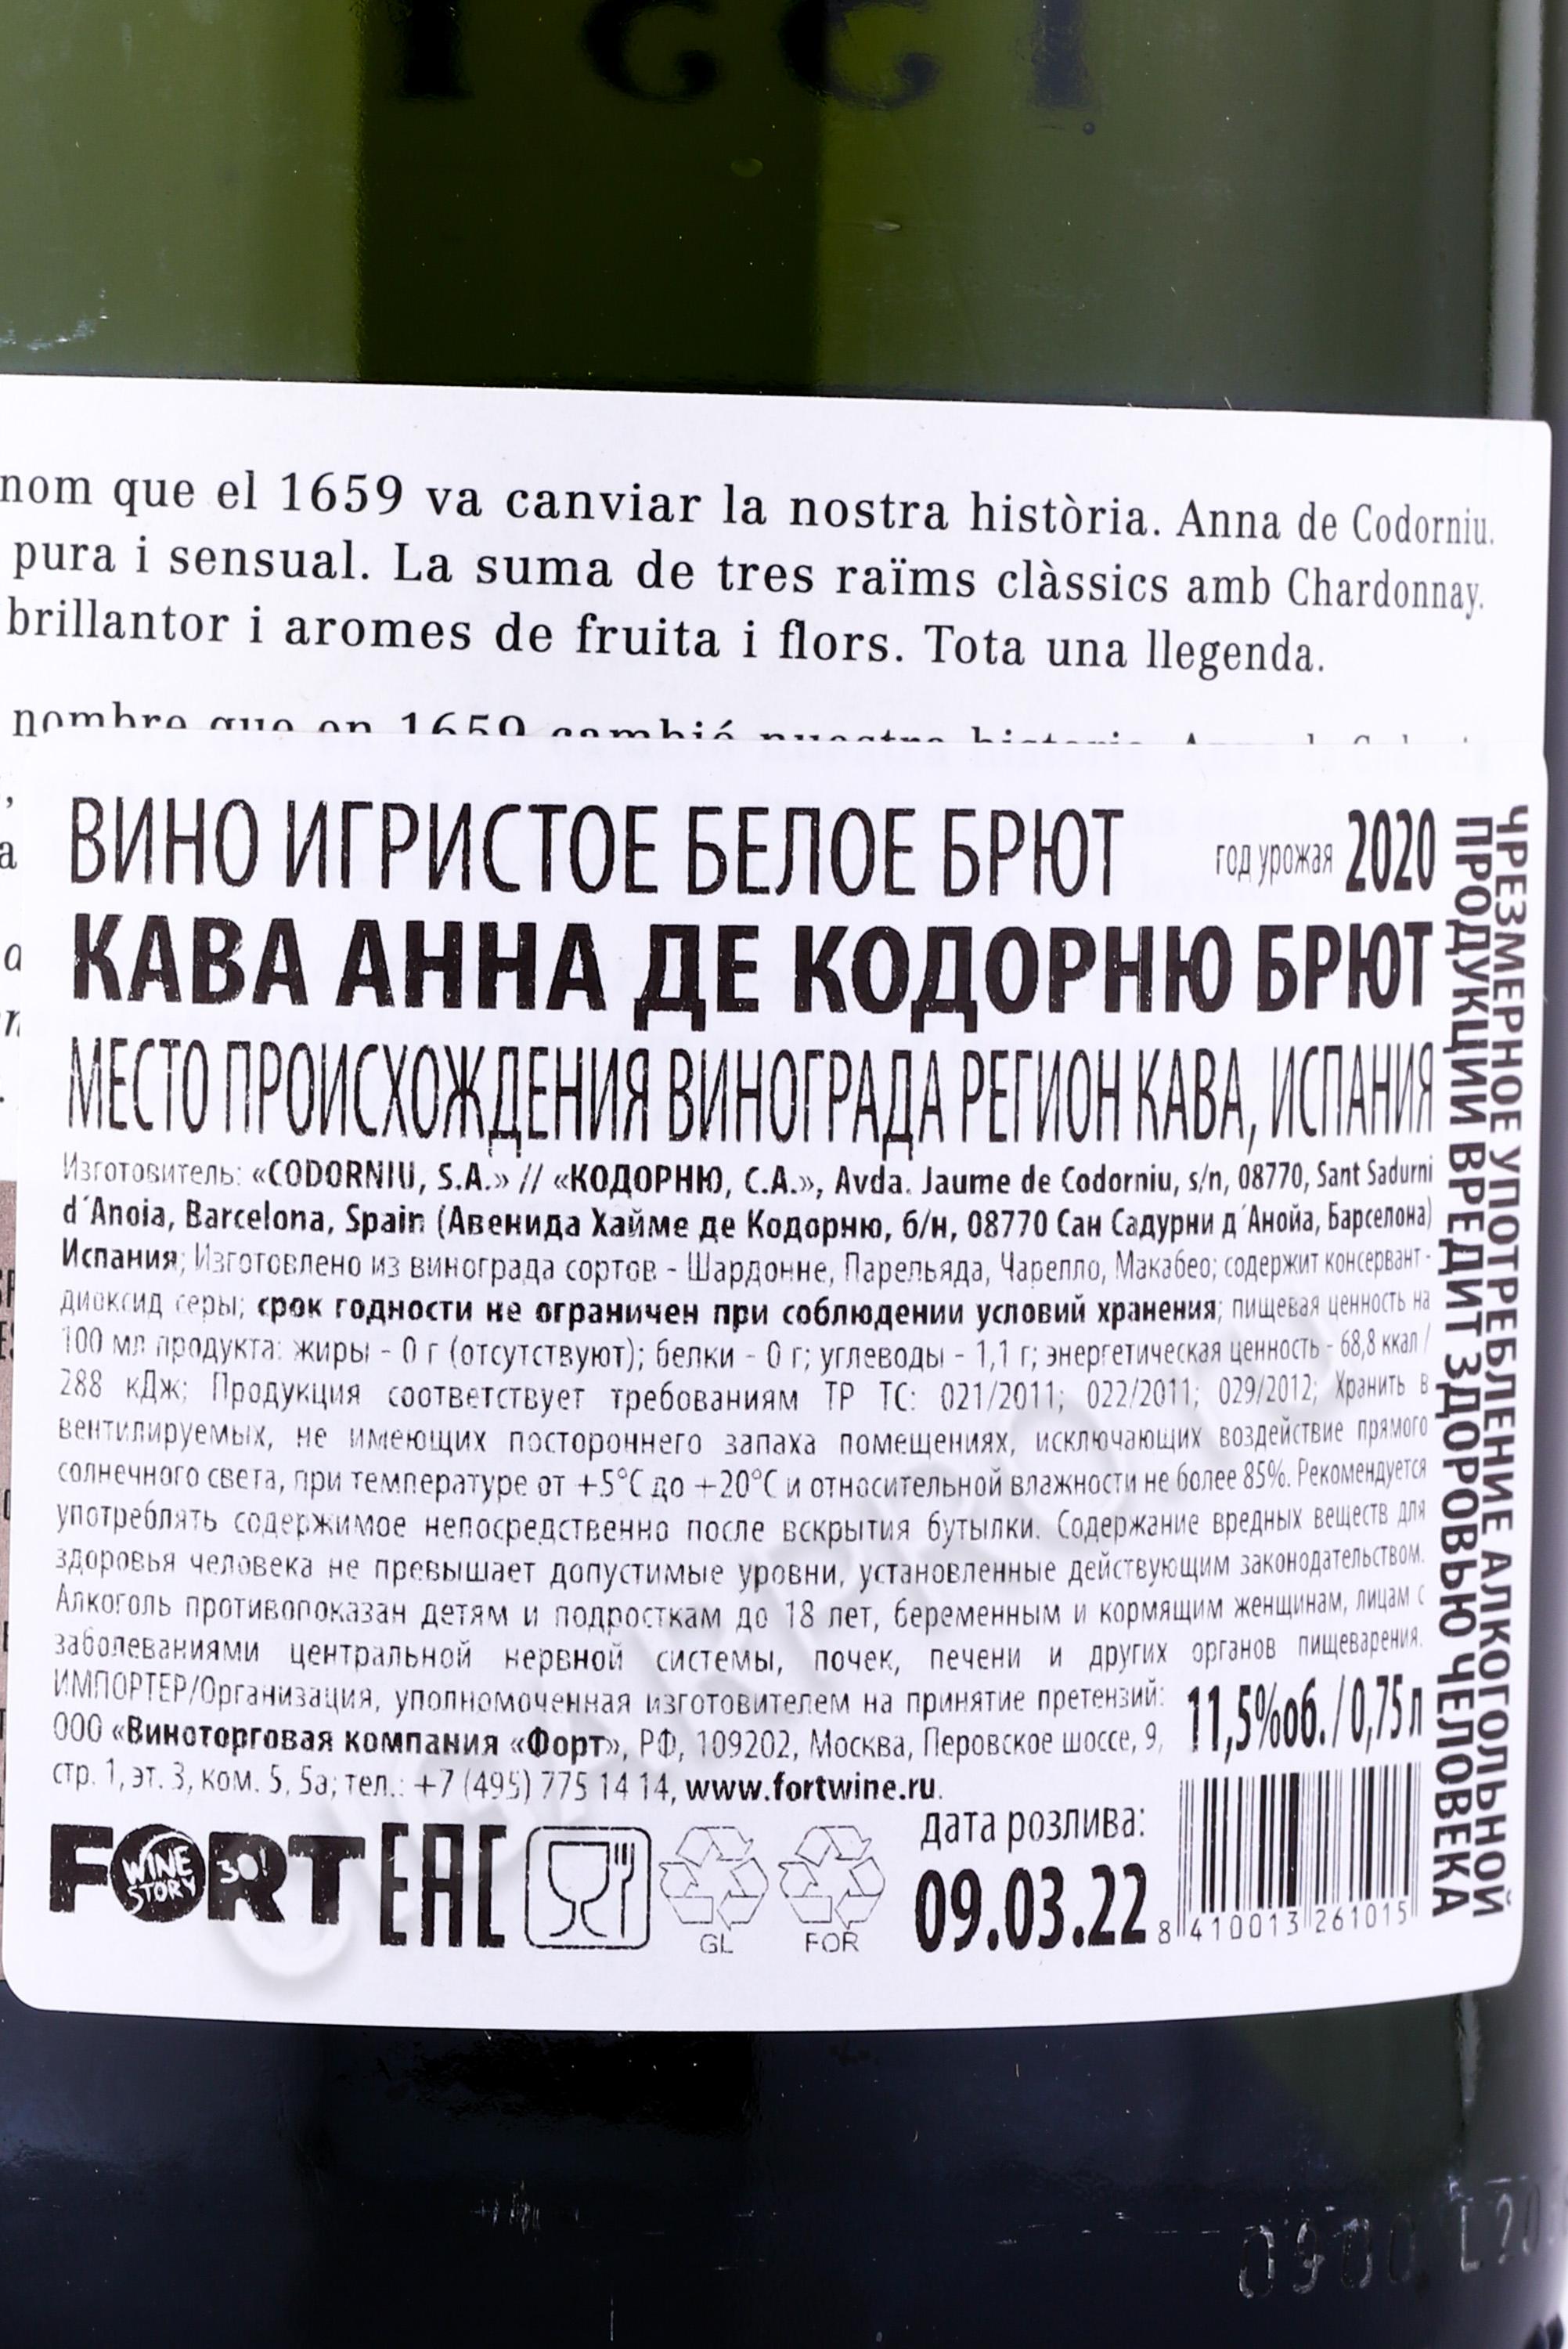 1551
nom que el 1659 va canviar la nostra història. Anna de Codorniu.
pura i sensual. La suma de tres raïms clàssics amb Chardonnay.
brillantor i aromes de fruita i flors. Tota una llegenda.
nombre que en 1659 cambió nuestra historia.
ВИНО ИГРИСТОЕ БЕЛОЕ БРЮТ год урожая 2020
КАВА АННА ДЕ КОДОРНЮ БРЮТ
МЕСТО ПРОИСХОЖДЕНИЯ ВИНОГРАДА РЕГИОН КАВА, ИСПАНИЯ
Изготовитель: «CODORNIU, S.A.» // «КОДОРНЮ, С.А.», Avda. Jaume de Codorniu, s/n, 08770, Sant Sadurni
d´Anoia, Barcelona, Spain (Авенида Хайме де Кодорню, б/н, 08770 Сан Садурни д´Анойа, Барселона)
Испания; Изготовлено из винограда сортов - Шардонне, Парельяда, Чарелло, Макабео; содержит консервант -
диоксид серы; срок годности не ограничен при соблюдении условий хранения; пищевая ценность на
100 мл продукта: жиры - 0 г (отсутствуют); белки - 0 г; углеводы - 1,1 г; энергетическая ценность - 68,8 ккал /
288 кДж; Продукция соответствует требованиям ТР ТС: 021/2011; 022/2011; 029/2012; Хранить в
вентилируемых, не имеющих постороннего запаха помещениях, исключающих воздействие прямого
солнечного света, при температуре от +5°С до +20°С и относительной влажности не более 85%. Рекомендуется
употреблять содержимое непосредственно после вскрытия бутылки. Содержание вредных веществ для
здоровья человека не превышает допустимые уровни, установленные действующим законодательством.
Алкоголь противопоказан детям и подросткам до 18 лет, беременным и кормящим женщинам, лицам с
заболеваниями центральной нервной системы, почек, печени и других органов пищеварения.
ИМПОРТЕР/Организация, уполномоченная изготовителем на принятие претензий:
ООО «Виноторговая компания «Форт», РФ, 109202, Москва, Перовское шоссе, 9,
стр. 1, эт. 3, ком. 5, 5а; тел.: +7 (495) 775 14 14, www.fortwine.ru.
11,5%об. / 0,75 л
FORT WINE STORY 30!
EAC
GL
FOR
дата розлива:
09.03.22
8 410013 261015
ЧРЕЗМЕРНОЕ УПОТРЕБЛЕНИЕ АЛКОГОЛЬНОЙ
ПРОДУКЦИИ ВРЕДИТ ЗДОРОВЬЮ ЧЕЛОВЕКА